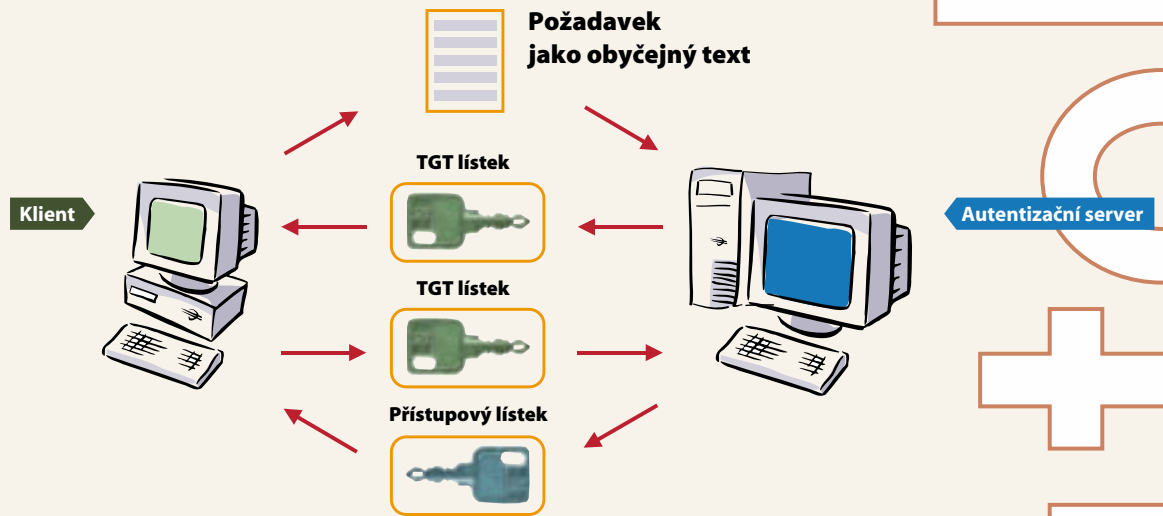 Požadavek
jako obyčejný text
TGT lístek
Klient
Autentizační server
TGT lístek
Přístupový lístek